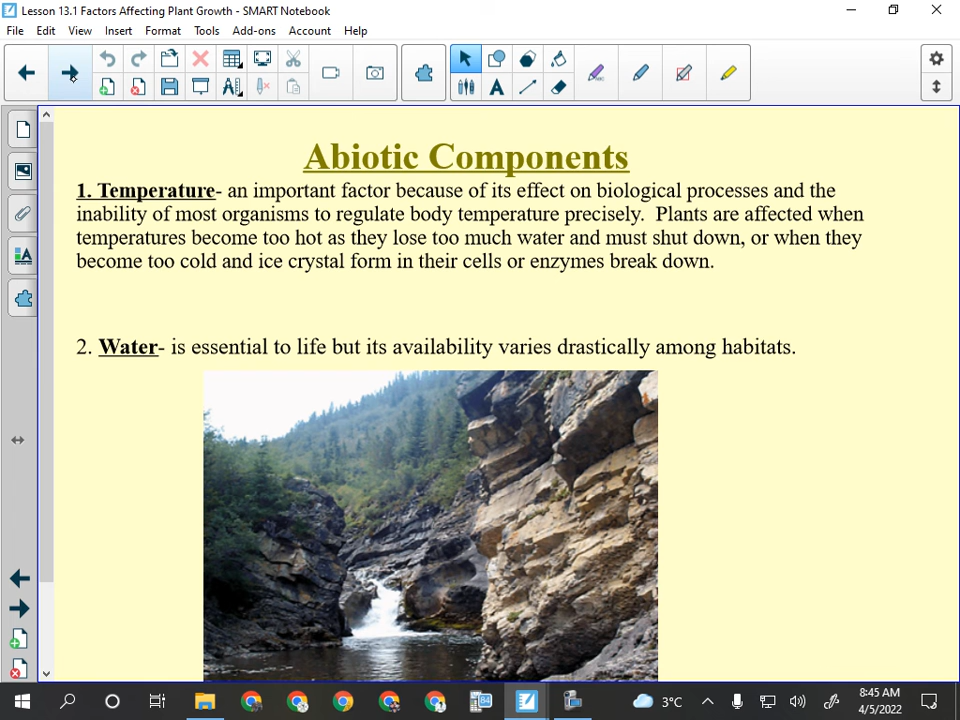 Lesson 13.1 Factors Affecting Plant Growth - SMART Notebook
File Edit View Insert Format Tools Add-ons Account Help
Abiotic Components
1. Temperature- an important factor because of its effect on biological processes and the
inability of most organisms to regulate body temperature precisely. Plants are affected when
temperatures become too hot as they lose too much water and must shut down, or when they
become too cold and ice crystal form in their cells or enzymes break down.
2. Water- is essential to life but its availability varies drastically among habitats.
3°C
8:45 AM
4/5/2022